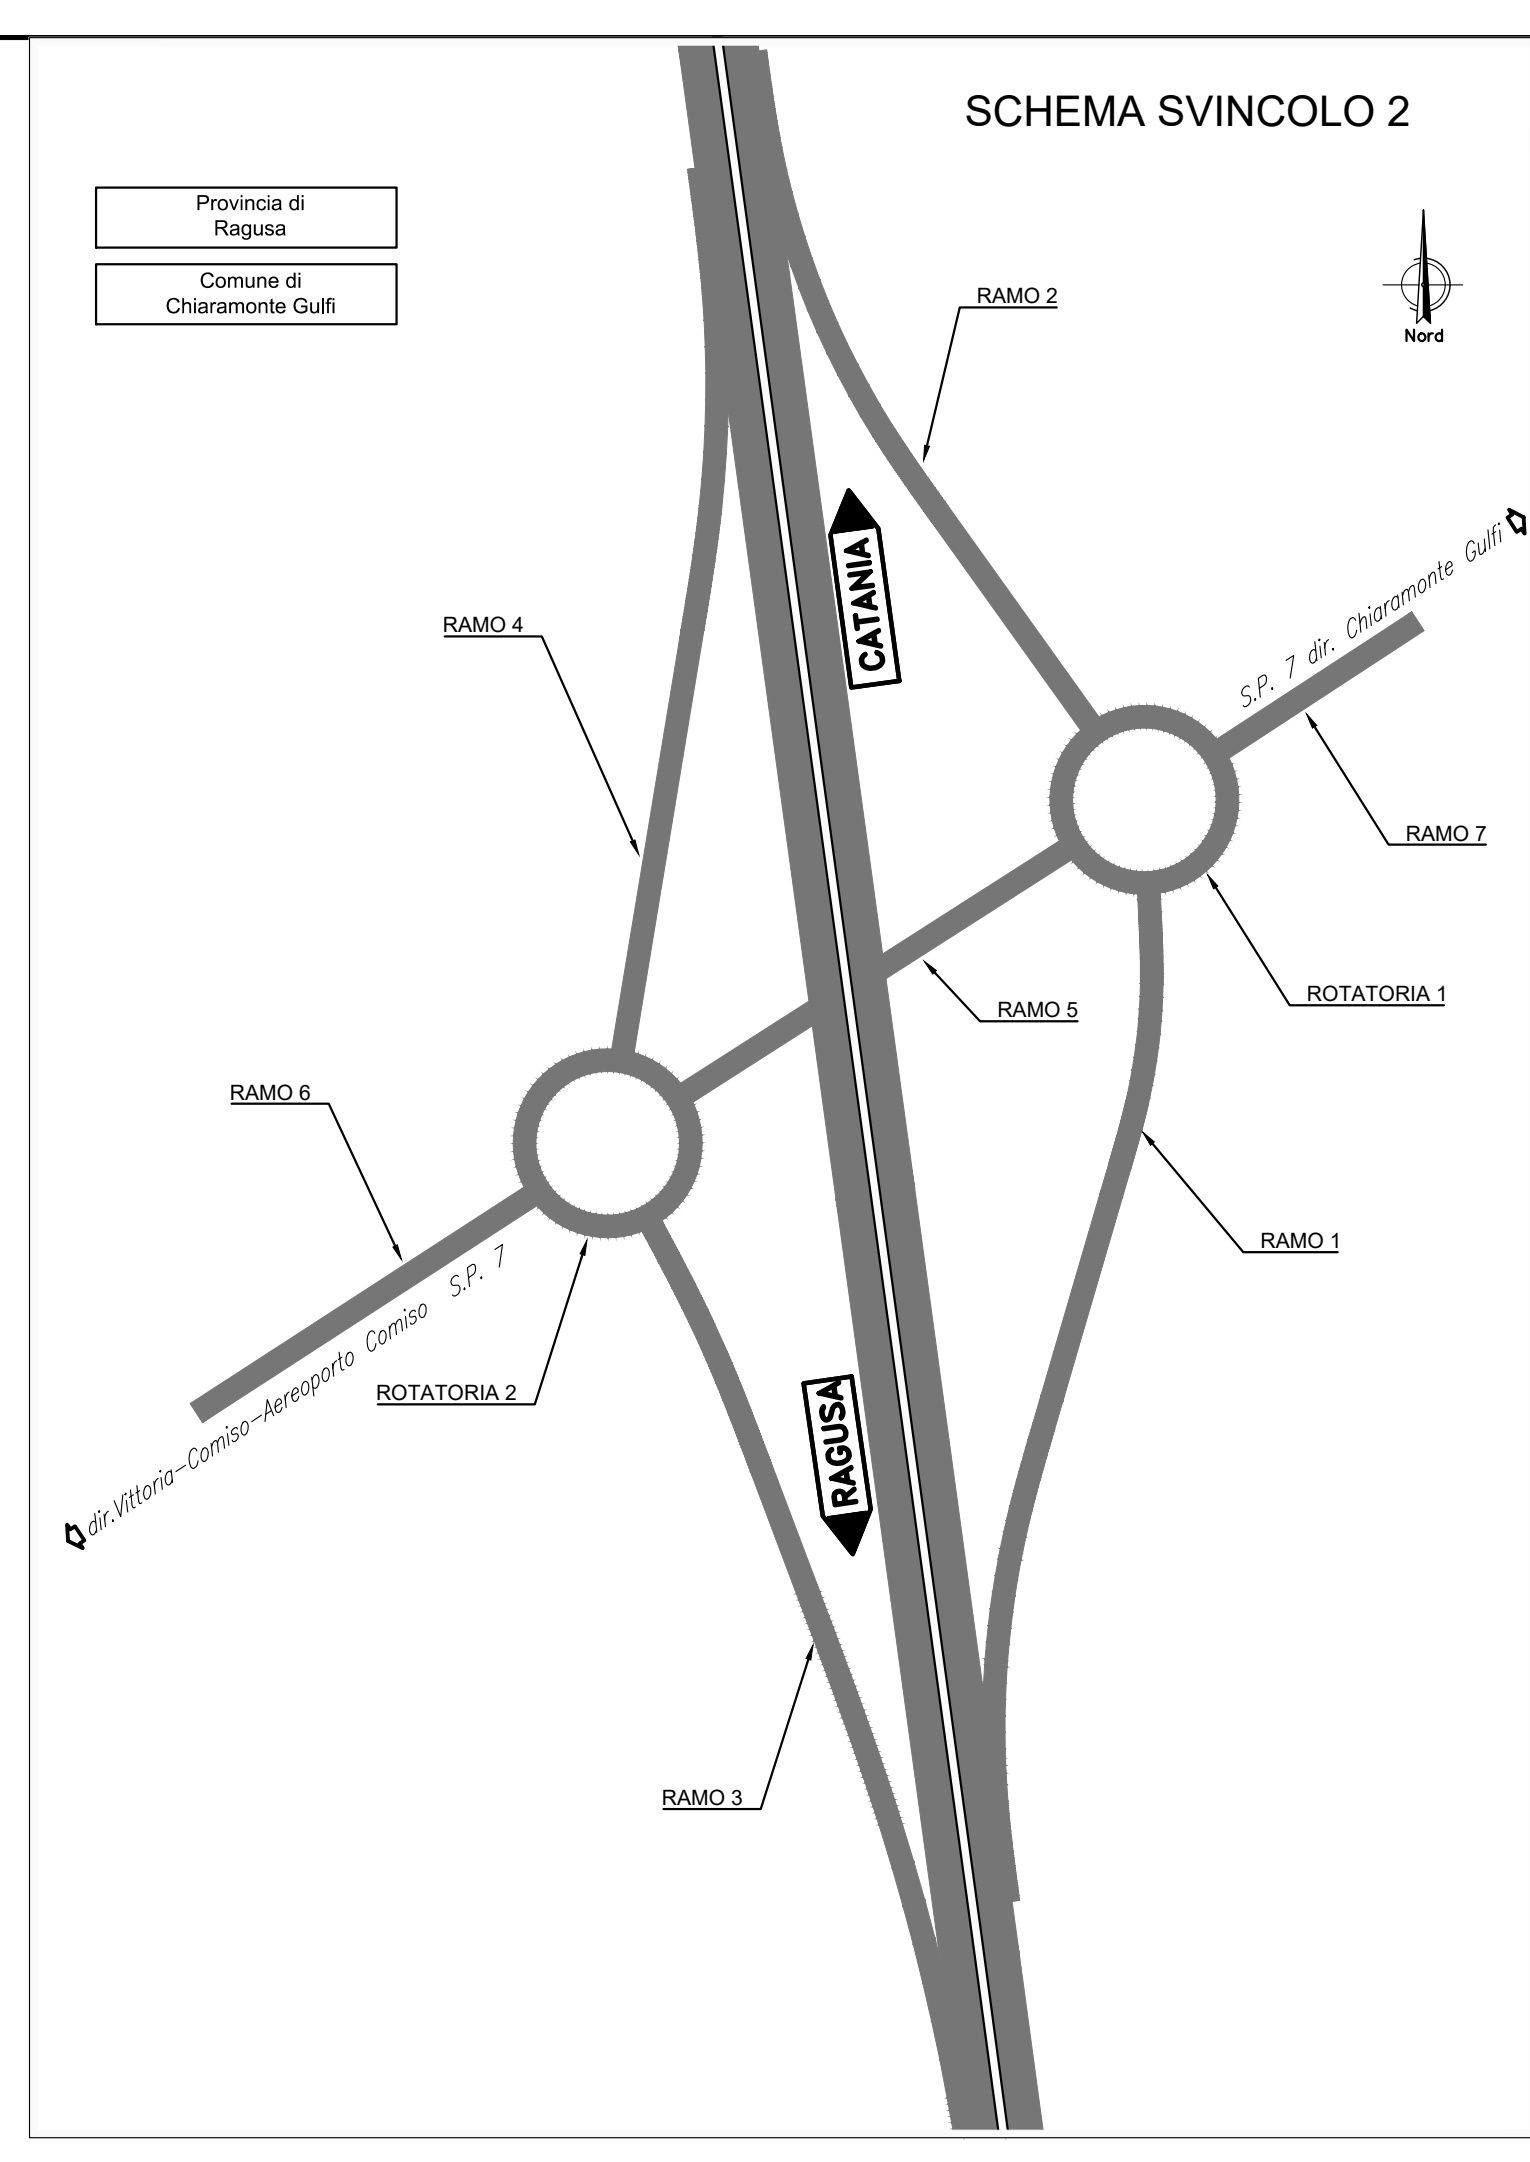 SCHEMA SVINCOLO 2
Provincia di
Ragusa
Comune di
Chiaramonte Gulfi
Nord
RAMO 2
CATANIA
S.P. 7 dir. Chiaramonte Gulfi
RAMO 4
RAMO 7
ROTATORIA 1
RAMO 5
RAMO 6
RAMO 1
S.P. 7
dir.Vittoria-Comiso-Aereoporto Comiso
ROTATORIA 2
RAGUSA
RAMO 3